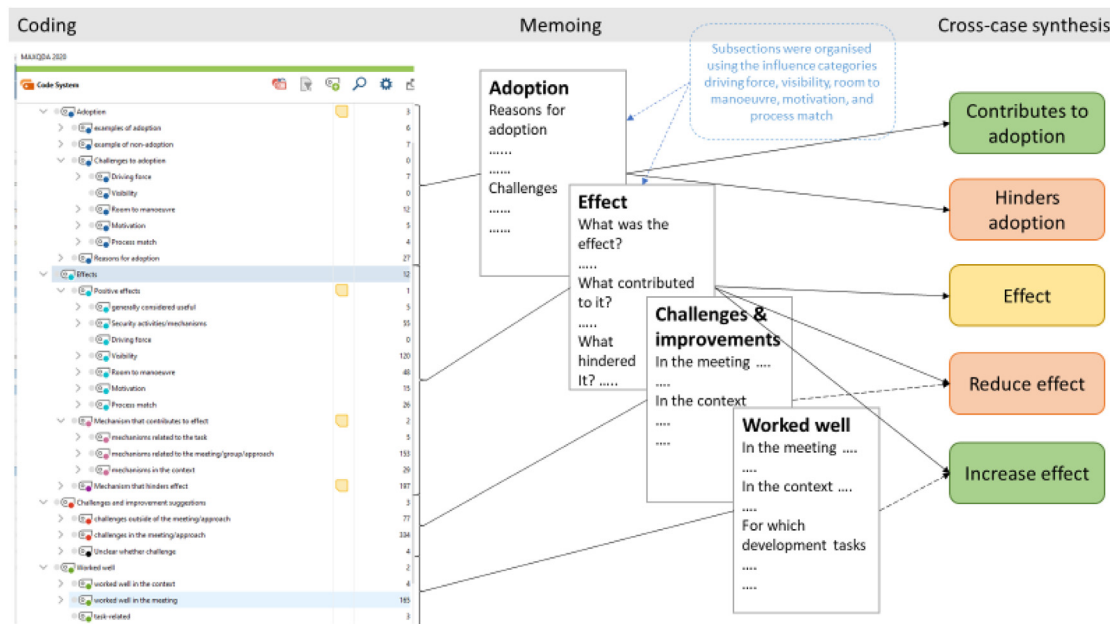 Coding
Memoing
Cross-case synthesis
MAXQDA 2020
Code System
Adoption 3
examples of adoption 6
example of non-adoption 7
Challenges to adoption 0
Driving force 7
Visibility 0
Room to manoeuvre 12
Motivation 5
Process match 4
Reasons for adoption 27
Effects 12
Positive effects 1
generally considered useful 5
Security activities/mechanisms 55
Driving force 0
Visibility 120
Room to manoeuvre 48
Motivation 15
Process match 26
Mechanism that contributes to effect 2
mechanisms related to the task 5
mechanisms related to the meeting/group/approach 153
mechanisms in the context 29
Mechanism that hinders effect 187
Challenges and improvement suggestions 3
challenges outside of the meeting/approach 77
challenges in the meeting/approach 334
Unclear whether challenge 4
Worked well 2
worked well in the context 4
worked well in the meeting 165
task-related 3
Subsections were organised
using the influence categories
driving force, visibility, room
to manoeuvre, motivation, and
process match
Adoption
Reasons for
adoption
......
......
Challenges
......
......
Effect
What was the
effect?
.....
What contributed
to it?
.....
What
hindered
It? .....
Challenges &
improvements
In the meeting ....
....
In the context
....
....
Worked well
In the meeting ....
....
In the context ....
....
For which
development tasks
....
....
Contributes to
adoption
Hinders
adoption
Effect
Reduce effect
Increase effect